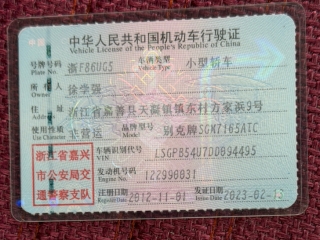 中华人民共和国机动车行驶证
Vehicle License of the People's Republic of China
号牌号码 浙F86UG5 车辆类型 小型轿车
Plate No. Vehicle Type
所有人 徐学强
Owner
住址 浙江省嘉善县天凝镇镇东村方家浜9号
使用性质 非营运 品牌型号 别克牌SGM7165ATC
Use Character Model
浙江省嘉兴
市公安局交
通警察支队
车辆识别代号 LSGPB54U7DD094495
VIN
发动机号码 122990831
Engine No.
注册日期 2012-11-01 发证日期
Register Date Issue Date